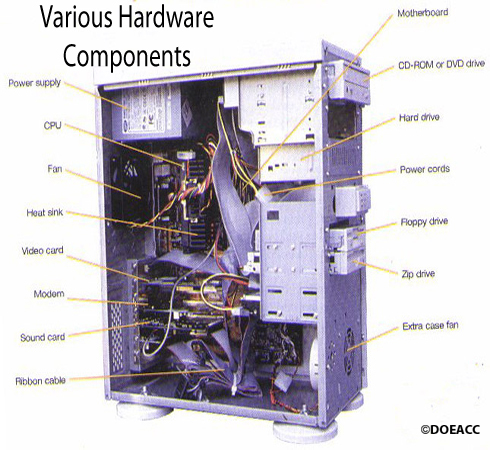 Various Hardware
Components
Power supply
CPU
Fan
Heat sink
Video card
Modem
Sound card
Ribbon cable
Motherboard
CD-ROM or DVD drive
Hard drive
Power cords
Floppy drive
Zip drive
Extra case fan
©DOEACC